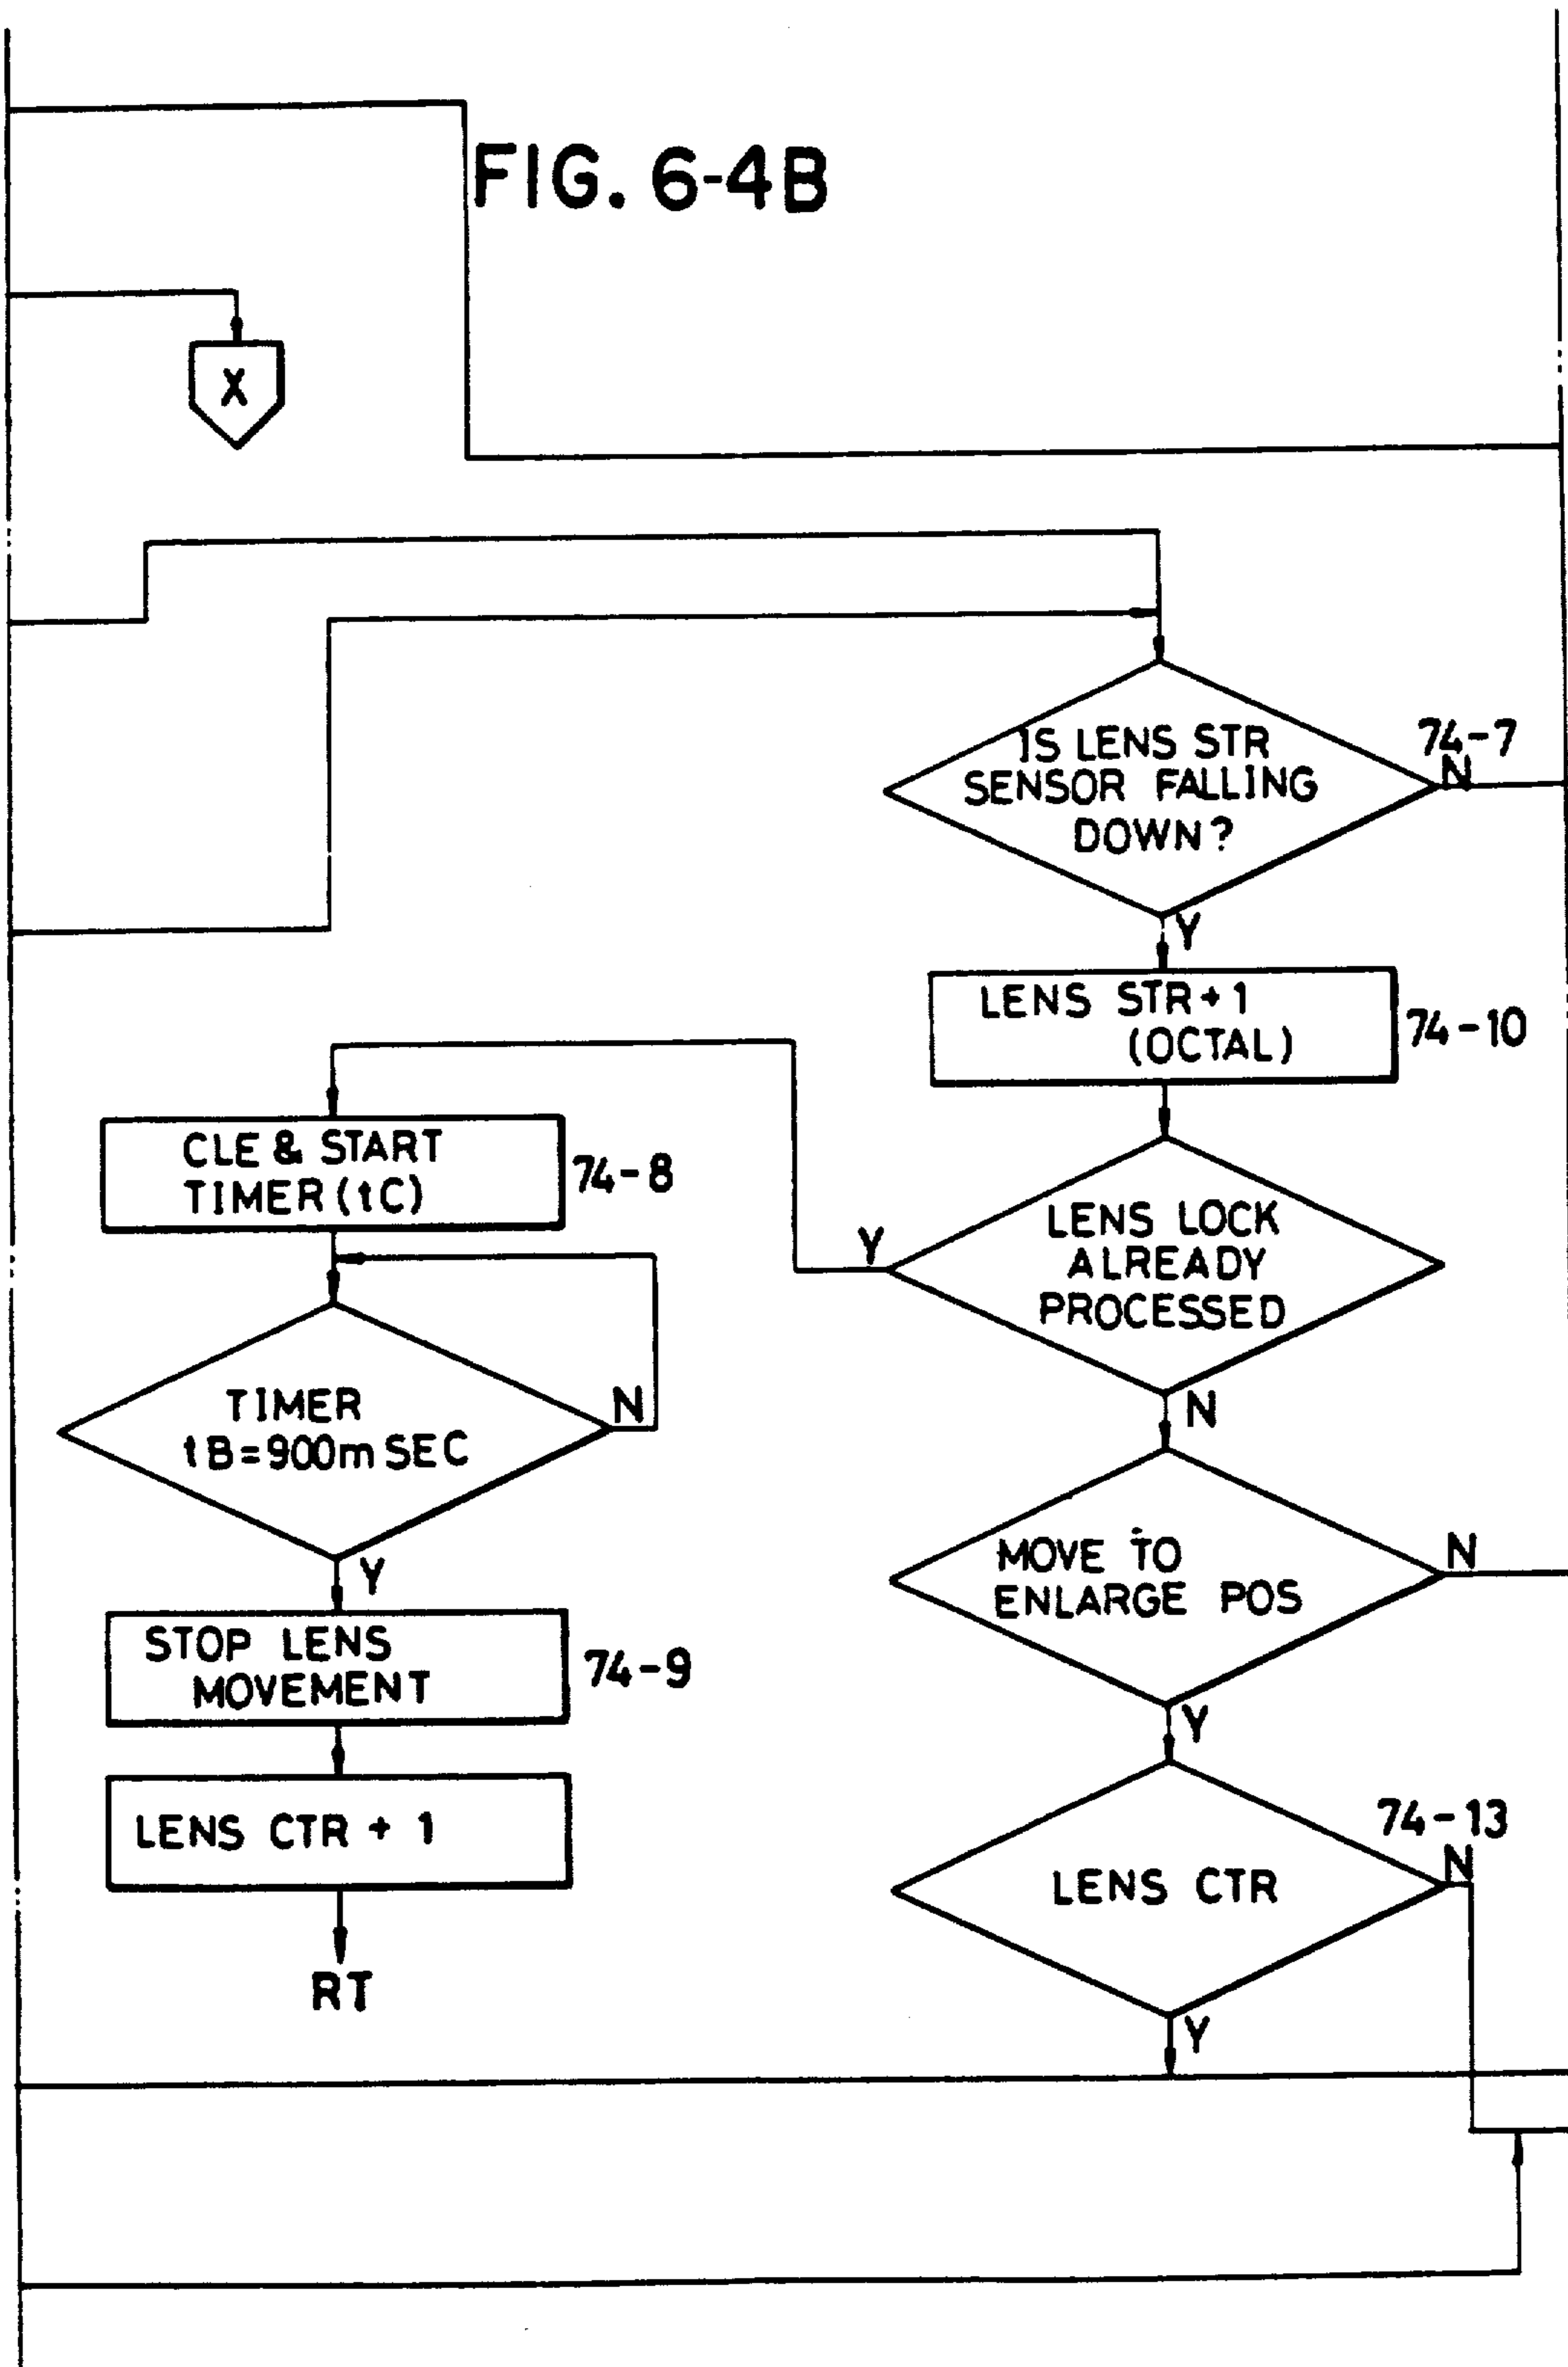 FIG. 6-4B
X
IS LENS STR
SENSOR FALLING
DOWN?
74-7
N
Y
LENS STR+1
(OCTAL)
74-10
CLE & START
TIMER (tC)
74-8
LENS LOCK
ALREADY
PROCESSED
Y
N
TIMER
tB=900mSEC
N
Y
MOVE TO
ENLARGE POS
N
Y
STOP LENS
MOVEMENT
74-9
LENS CTR + 1
RT
LENS CTR
74-13
N
Y